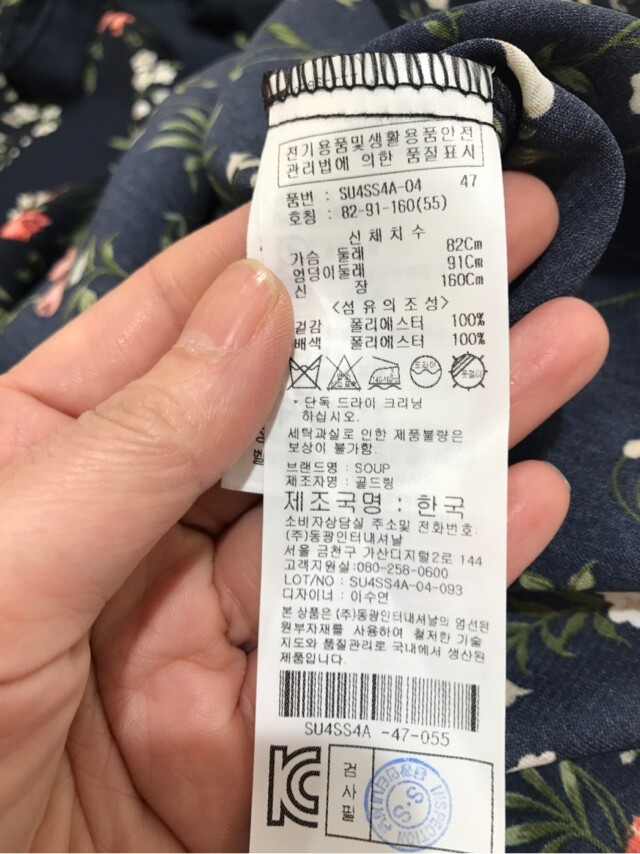 전기용품및생활용품안전
관리법에 의한 품질표시
품번 : SU4SS4A-04 47
호칭 : 82-91-160(55)
신체치수
가슴 둘레 82Cm
엉덩이둘레 91Cm
신 장 160Cm
<섬유의조성>
겉감 폴리에스터 100%
배색 폴리에스터 100%
드라이
* 단독 드라이 크리닝
하십시오.
세탁과실로 인한 제품불량은
보상이 불가함.
브랜드명 : SOUP
제조자명 : 골드링
제조국명 : 한국
소비자상담실 주소및 전화번호:
(주)동광인터내셔날
서울 금천구 가산디지털2로 144
고객지원실:080-258-0600
LOT/NO : SU4SS4A-04-093
디자이너 : 이수연
본 상품은 (주)동광인터내셔날의 엄선된
원부자재를 사용하여 철저한 기술
지도와 품질관리로 국내에서 생산된
제품입니다.
SU4SS4A -47-055
검사필
INSPECTION
S.S